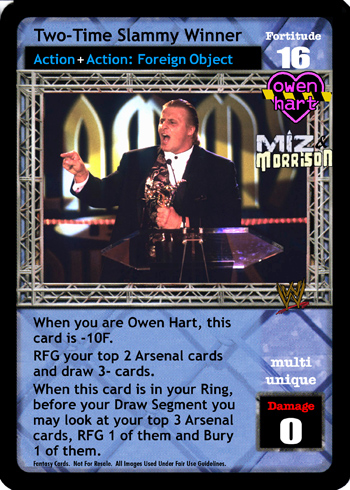 Two-Time Slammy Winner
Fortitude
16
Action+Action: Foreign Object
owen
hart
MIZ &
MORRISON
W
When you are Owen Hart, this
card is -10F.
RFG your top 2 Arsenal cards
and draw 3- cards.
When this card is in your Ring,
before your Draw Segment you
may look at your top 3 Arsenal
cards, RFG 1 of them and Bury
1 of them.
multi
unique
Damage
0
Fantasy Cards. Not For Resale. All Images Used Under Fair Use Guidelines.